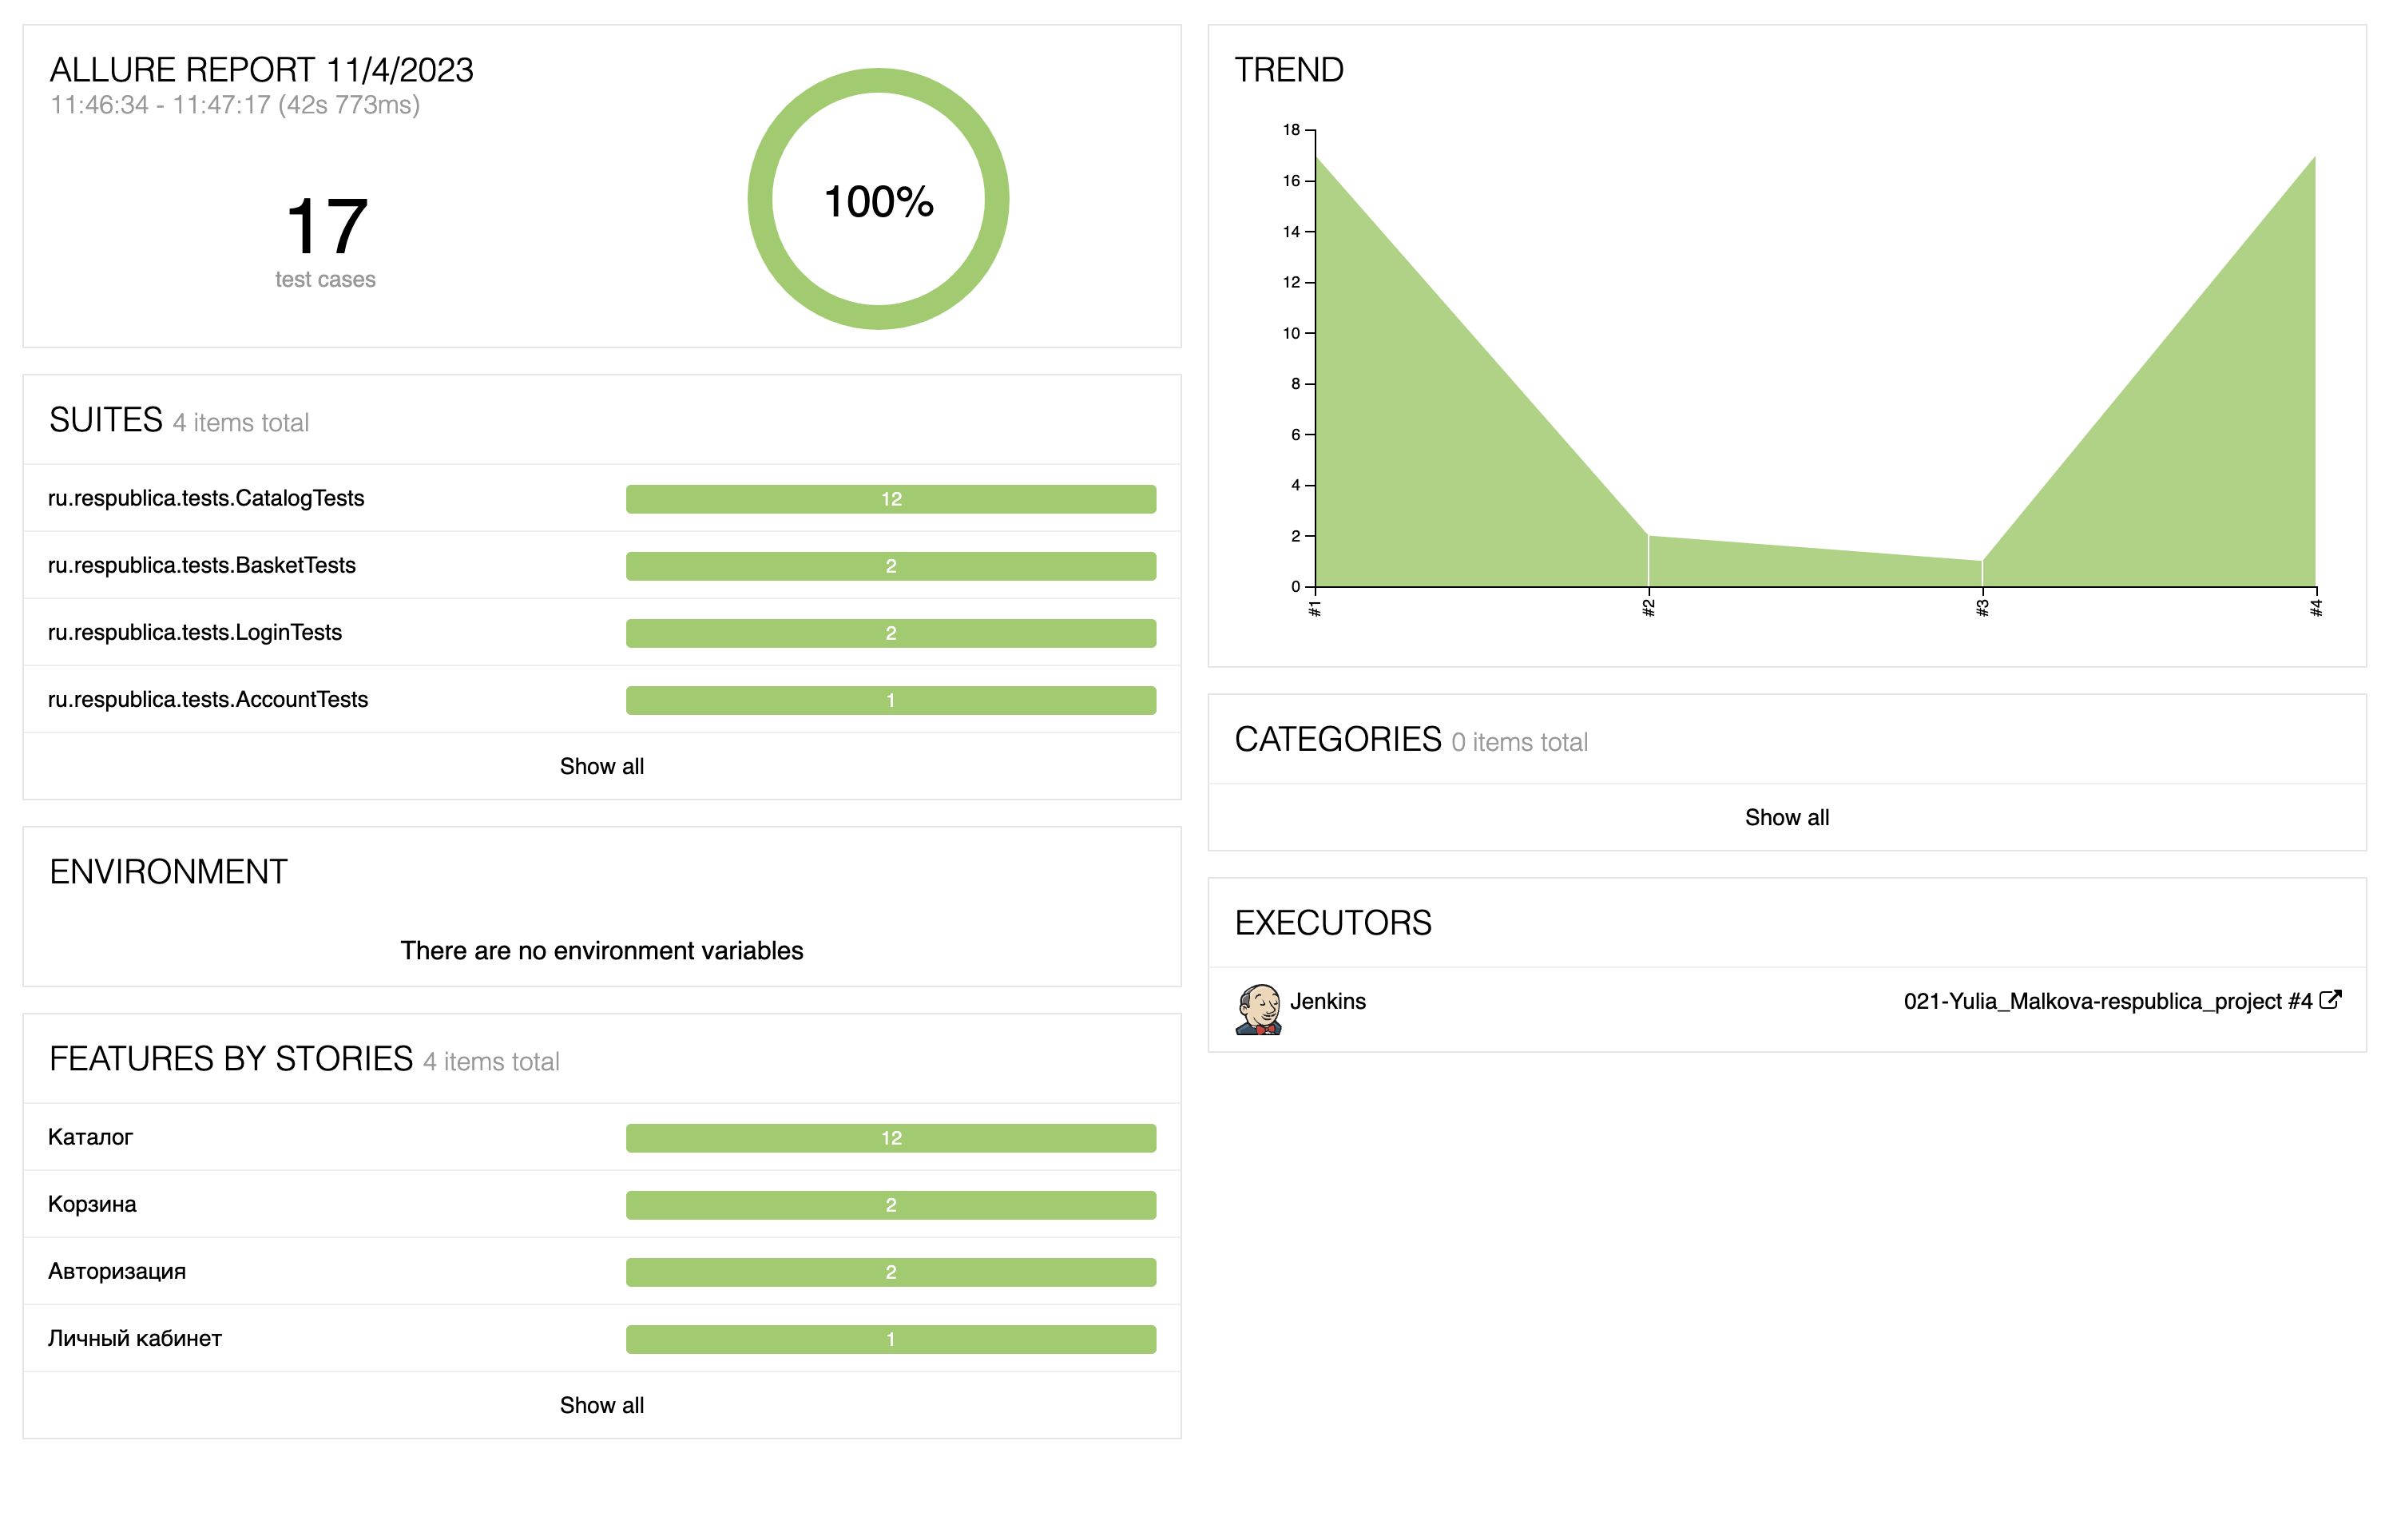 ALLURE REPORT 11/4/2023
11:46:34 - 11:47:17 (42s 773ms)
17
test cases
100%
SUITES 4 items total
ru.respublica.tests.CatalogTests 12
ru.respublica.tests.BasketTests 2
ru.respublica.tests.LoginTests 2
ru.respublica.tests.AccountTests 1
Show all
ENVIRONMENT
There are no environment variables
FEATURES BY STORIES 4 items total
Каталог 12
Корзина 2
Авторизация 2
Личный кабинет 1
Show all
TREND
18
16
14
12
10
8
6
4
2
0
#1 #2 #3 #4
CATEGORIES 0 items total
Show all
EXECUTORS
Jenkins 021-Yulia_Malkova-respublica_project #4